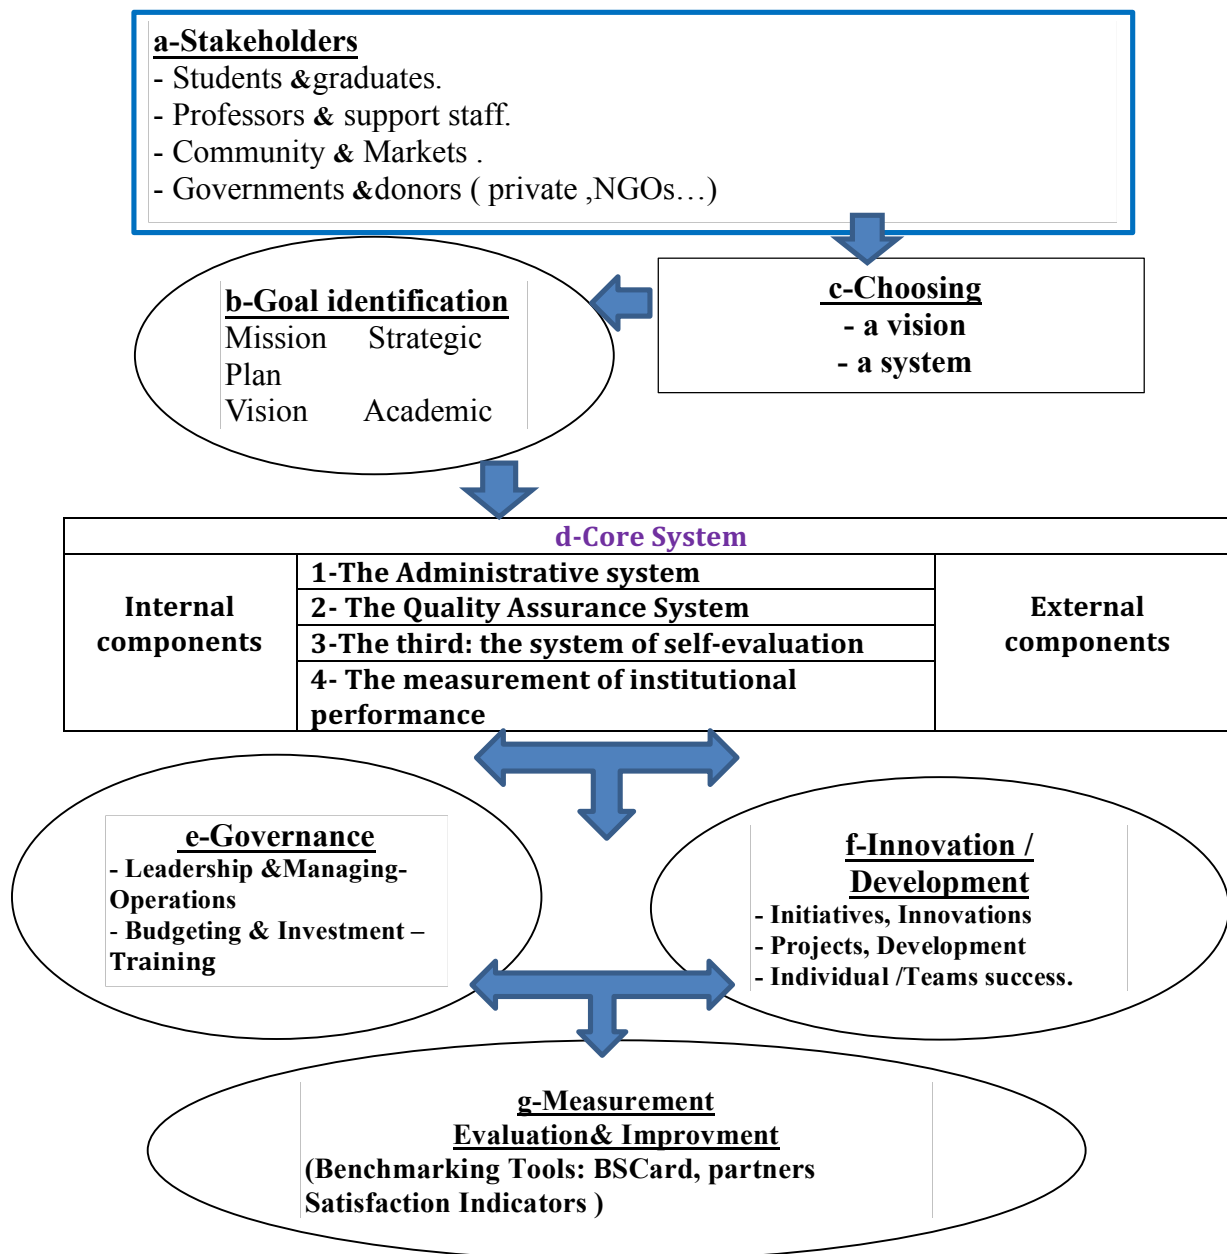 a-Stakeholders
- Students &graduates.
- Professors & support staff.
- Community & Markets .
- Governments &donors ( private ,NGOs…)
b-Goal identification
Mission Strategic
Plan
Vision Academic
c-Choosing
- a vision
- a system
d-Core System
Internal
components
1-The Administrative system
2- The Quality Assurance System
3-The third: the system of self-evaluation
4- The measurement of institutional
performance
External
components
e-Governance
- Leadership &Managing-
Operations
- Budgeting & Investment –
Training
f-Innovation /
Development
- Initiatives, Innovations
- Projects, Development
- Individual /Teams success.
g-Measurement
Evaluation& Improvment
(Benchmarking Tools: BSCard, partners
Satisfaction Indicators )